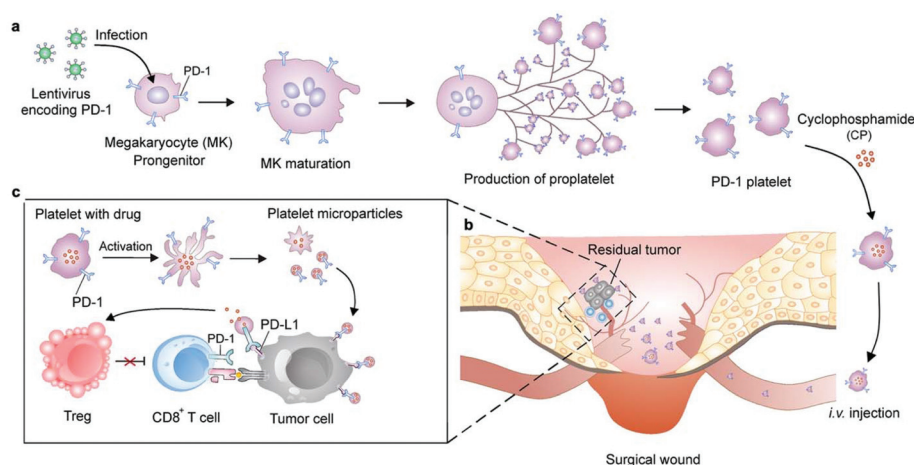 a
Infection
PD-1
Lentivirus
encoding PD-1
Megakaryocyte (MK)
Prongenitor
MK maturation
Production of proplatelet
PD-1 platelet
Cyclophosphamide
(CP)
c
Platelet with drug
Activation
Platelet microparticles
PD-1
PD-L1
PD-1
Treg
CD8+ T cell
Tumor cell
b
Residual tumor
i.v. injection
Surgical wound